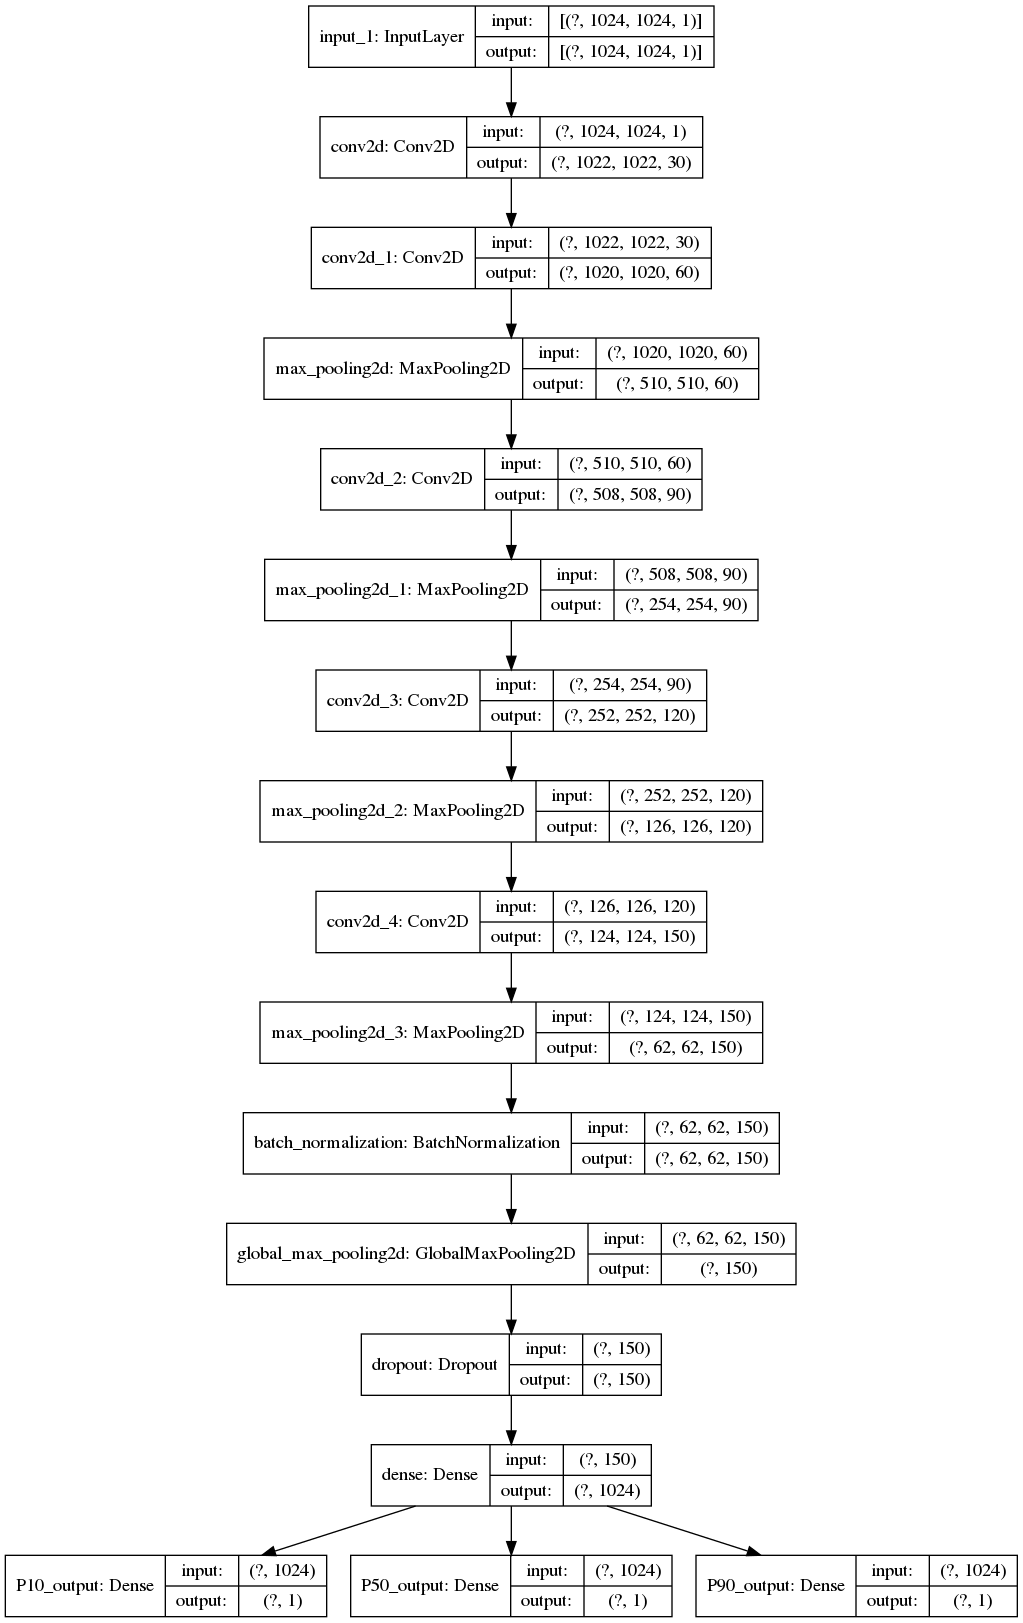 input_1: InputLayer
input: [(?, 1024, 1024, 1)]
output: [(?, 1024, 1024, 1)]
conv2d: Conv2D
input: (?, 1024, 1024, 1)
output: (?, 1022, 1022, 30)
conv2d_1: Conv2D
input: (?, 1022, 1022, 30)
output: (?, 1020, 1020, 60)
max_pooling2d: MaxPooling2D
input: (?, 1020, 1020, 60)
output: (?, 510, 510, 60)
conv2d_2: Conv2D
input: (?, 510, 510, 60)
output: (?, 508, 508, 90)
max_pooling2d_1: MaxPooling2D
input: (?, 508, 508, 90)
output: (?, 254, 254, 90)
conv2d_3: Conv2D
input: (?, 254, 254, 90)
output: (?, 252, 252, 120)
max_pooling2d_2: MaxPooling2D
input: (?, 252, 252, 120)
output: (?, 126, 126, 120)
conv2d_4: Conv2D
input: (?, 126, 126, 120)
output: (?, 124, 124, 150)
max_pooling2d_3: MaxPooling2D
input: (?, 124, 124, 150)
output: (?, 62, 62, 150)
batch_normalization: BatchNormalization
input: (?, 62, 62, 150)
output: (?, 62, 62, 150)
global_max_pooling2d: GlobalMaxPooling2D
input: (?, 62, 62, 150)
output: (?, 150)
dropout: Dropout
input: (?, 150)
output: (?, 150)
dense: Dense
input: (?, 150)
output: (?, 1024)
P10_output: Dense
input: (?, 1024)
output: (?, 1)
P50_output: Dense
input: (?, 1024)
output: (?, 1)
P90_output: Dense
input: (?, 1024)
output: (?, 1)